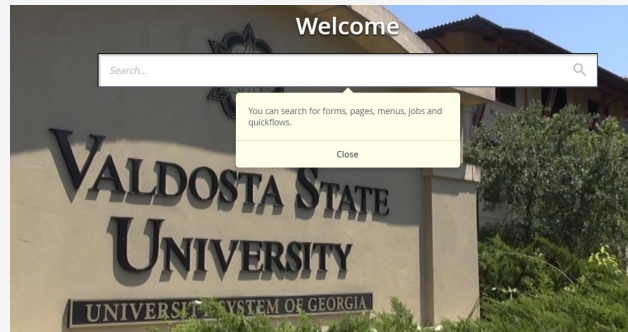 Welcome
Search...
You can search for forms, pages, menus, jobs and
quickflows.
Close
VALDOSTA STATE
UNIVERSITY
UNIVERSITY SYSTEM OF GEORGIA